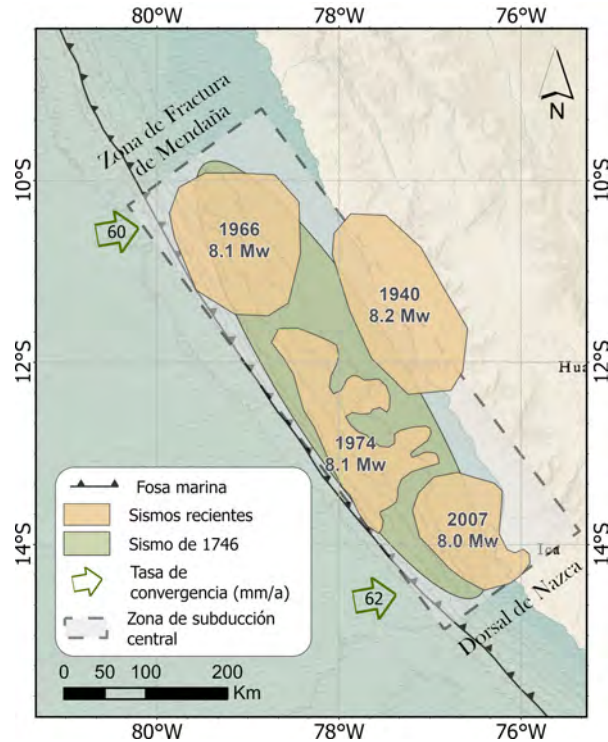 80°W 78°W 76°W
Zona de Fractura
de Mendaña
N
10°S
10°S
60
1966
8.1 Mw
1940
8.2 Mw
12°S
12°S
Hua
1974
8.1 Mw
2007
8.0 Mw
14°S
14°S
Ica
62
Dorsal de Nazca
Fosa marina
Sismos recientes
Sismo de 1746
Tasa de
convergencia (mm/a)
Zona de subducción
central
0 50 100 200
Km
80°W 78°W 76°W